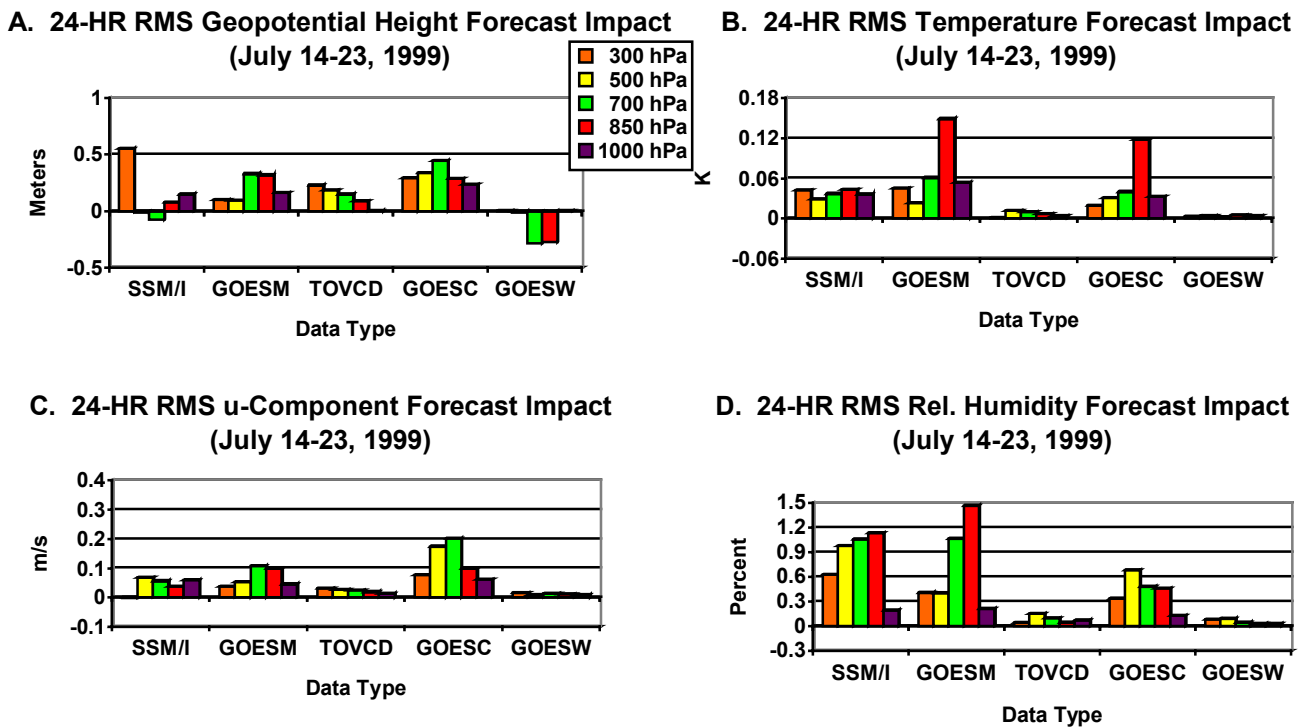 A. 24-HR RMS Geopotential Height Forecast Impact
(July 14-23, 1999)
300 hPa
500 hPa
700 hPa
850 hPa
1000 hPa
1
0.5
0
-0.5
Meters
SSM/I GOESM TOVCD GOESC GOESW
Data Type
B. 24-HR RMS Temperature Forecast Impact
(July 14-23, 1999)
0.18
0.12
0.06
0
-0.06
K
SSM/I GOESM TOVCD GOESC GOESW
Data Type
C. 24-HR RMS u-Component Forecast Impact
(July 14-23, 1999)
0.4
0.3
0.2
0.1
0
-0.1
m/s
SSM/I GOESM TOVCD GOESC GOESW
Data Type
D. 24-HR RMS Rel. Humidity Forecast Impact
(July 14-23, 1999)
1.5
1.2
0.9
0.6
0.3
0
-0.3
Percent
SSM/I GOESM TOVCD GOESC GOESW
Data Type